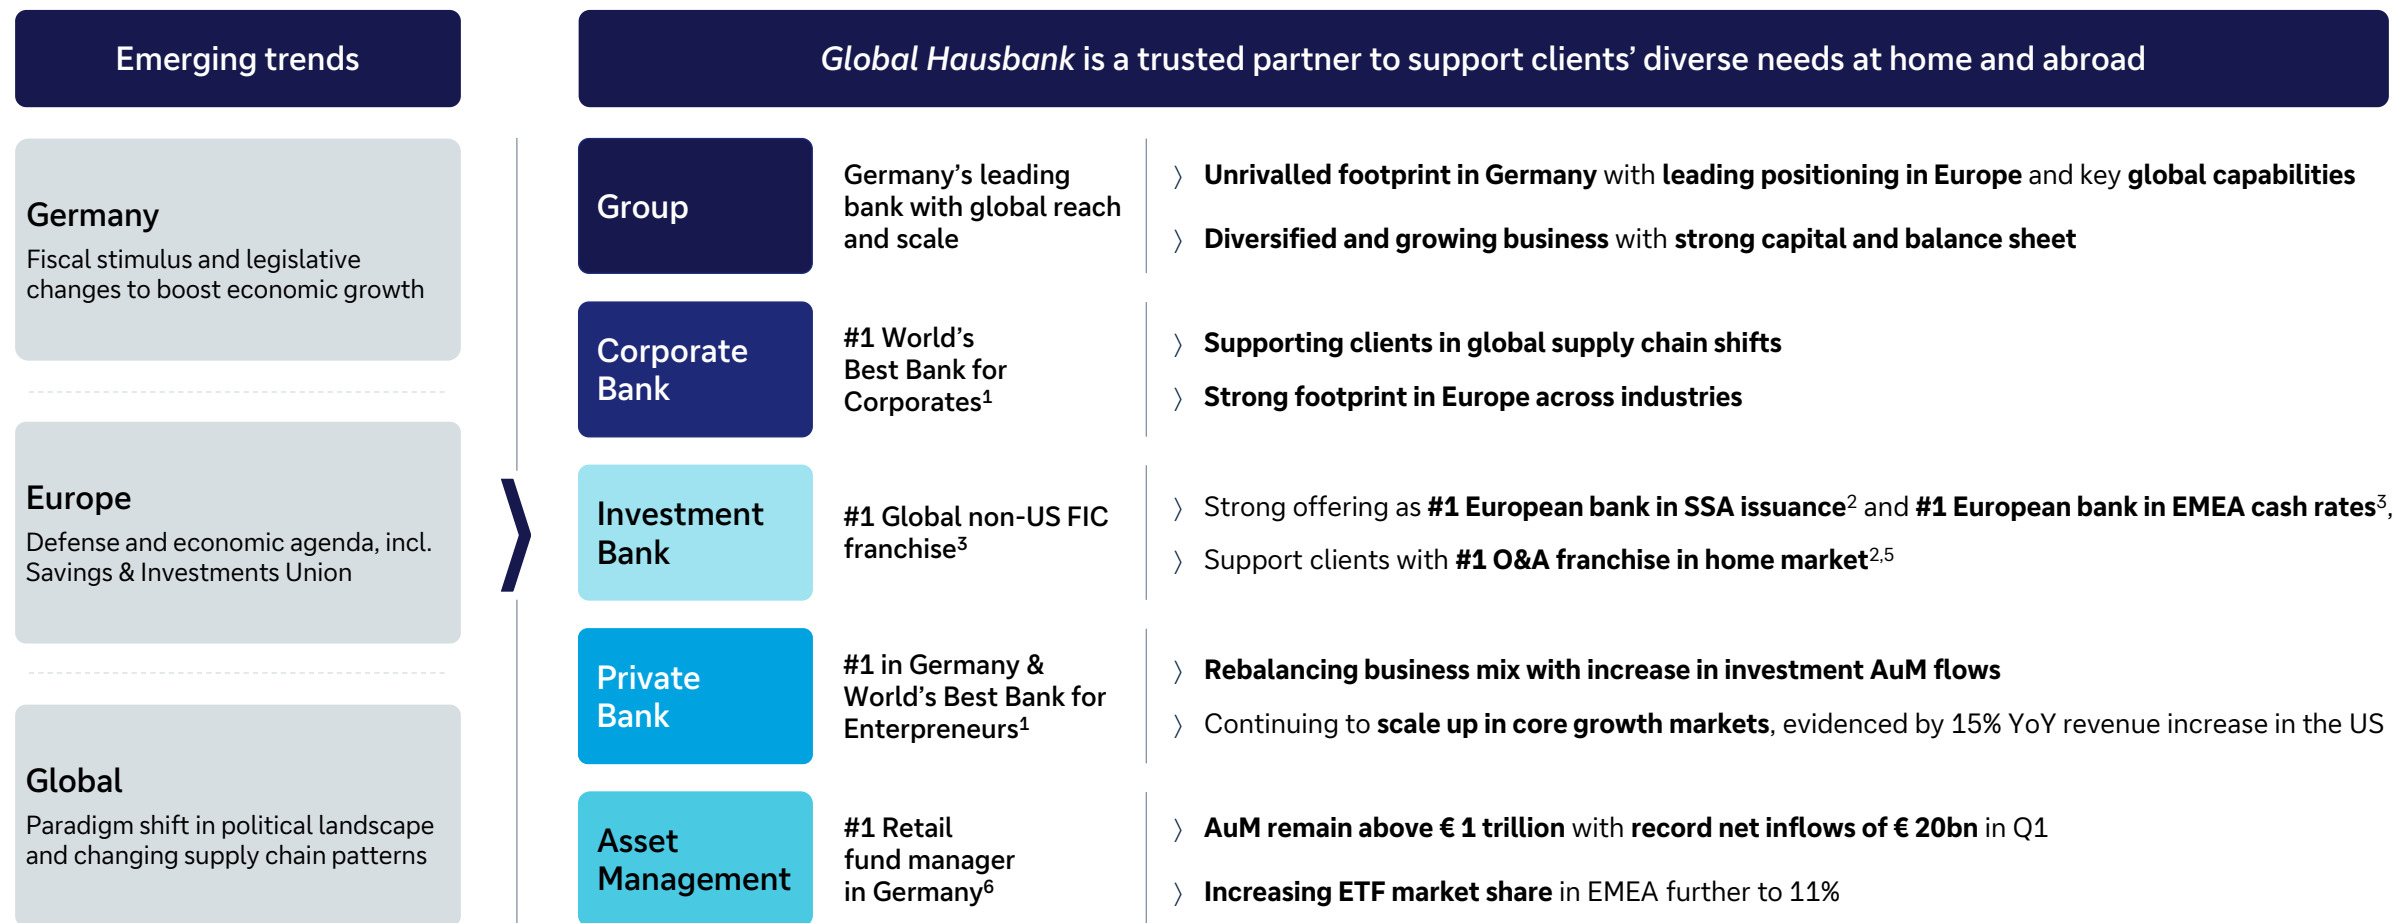 Emerging trends
Global Hausbank is a trusted partner to support clients’ diverse needs at home and abroad
Germany
Fiscal stimulus and legislative
changes to boost economic growth
Europe
Defense and economic agenda, incl.
Savings & Investments Union
Global
Paradigm shift in political landscape
and changing supply chain patterns
Group
Germany’s leading
bank with global reach
and scale
〉 Unrivalled footprint in Germany with leading positioning in Europe and key global capabilities
〉 Diversified and growing business with strong capital and balance sheet
Corporate
Bank
#1 World’s
Best Bank for
Corporates¹
〉 Supporting clients in global supply chain shifts
〉 Strong footprint in Europe across industries
Investment
Bank
#1 Global non-US FIC
franchise³
〉 Strong offering as #1 European bank in SSA issuance² and #1 European bank in EMEA cash rates³,
〉 Support clients with #1 O&A franchise in home market²,⁵
Private
Bank
#1 in Germany &
World’s Best Bank for
Enterpreneurs¹
〉 Rebalancing business mix with increase in investment AuM flows
〉 Continuing to scale up in core growth markets, evidenced by 15% YoY revenue increase in the US
Asset
Management
#1 Retail
fund manager
in Germany⁶
〉 AuM remain above € 1 trillion with record net inflows of € 20bn in Q1
〉 Increasing ETF market share in EMEA further to 11%